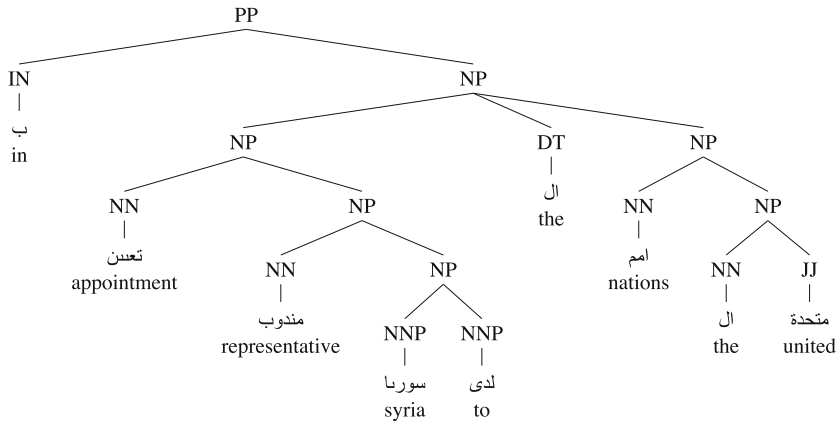 PP
IN NP
ب
in
NP DT NP
ال
the
NN NP NN NP
تعيين
appointment
امم
nations
NN NP NN JJ
مندوب
representative
ال متحدة
the united
NNP NNP
سوريا لدى
syria to